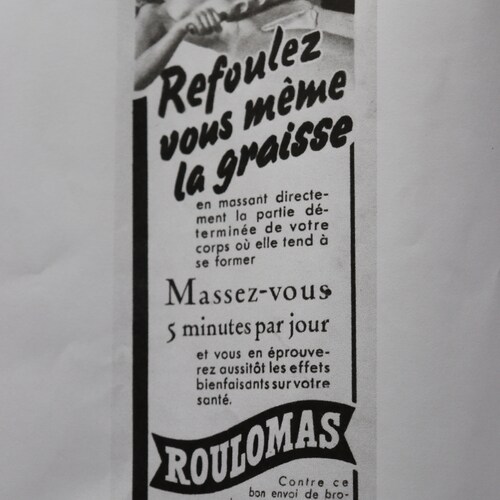 Refoulez
vous même
la graisse
en massant directe-
ment la partie dé-
terminée de votre
corps où elle tend à
se former
Massez-vous
5 minutes par jour
et vous en éprouve-
rez aussitôt les effets
bienfaisants sur votre
santé.
ROULOMAS
Contre ce
bon envoi de bro-